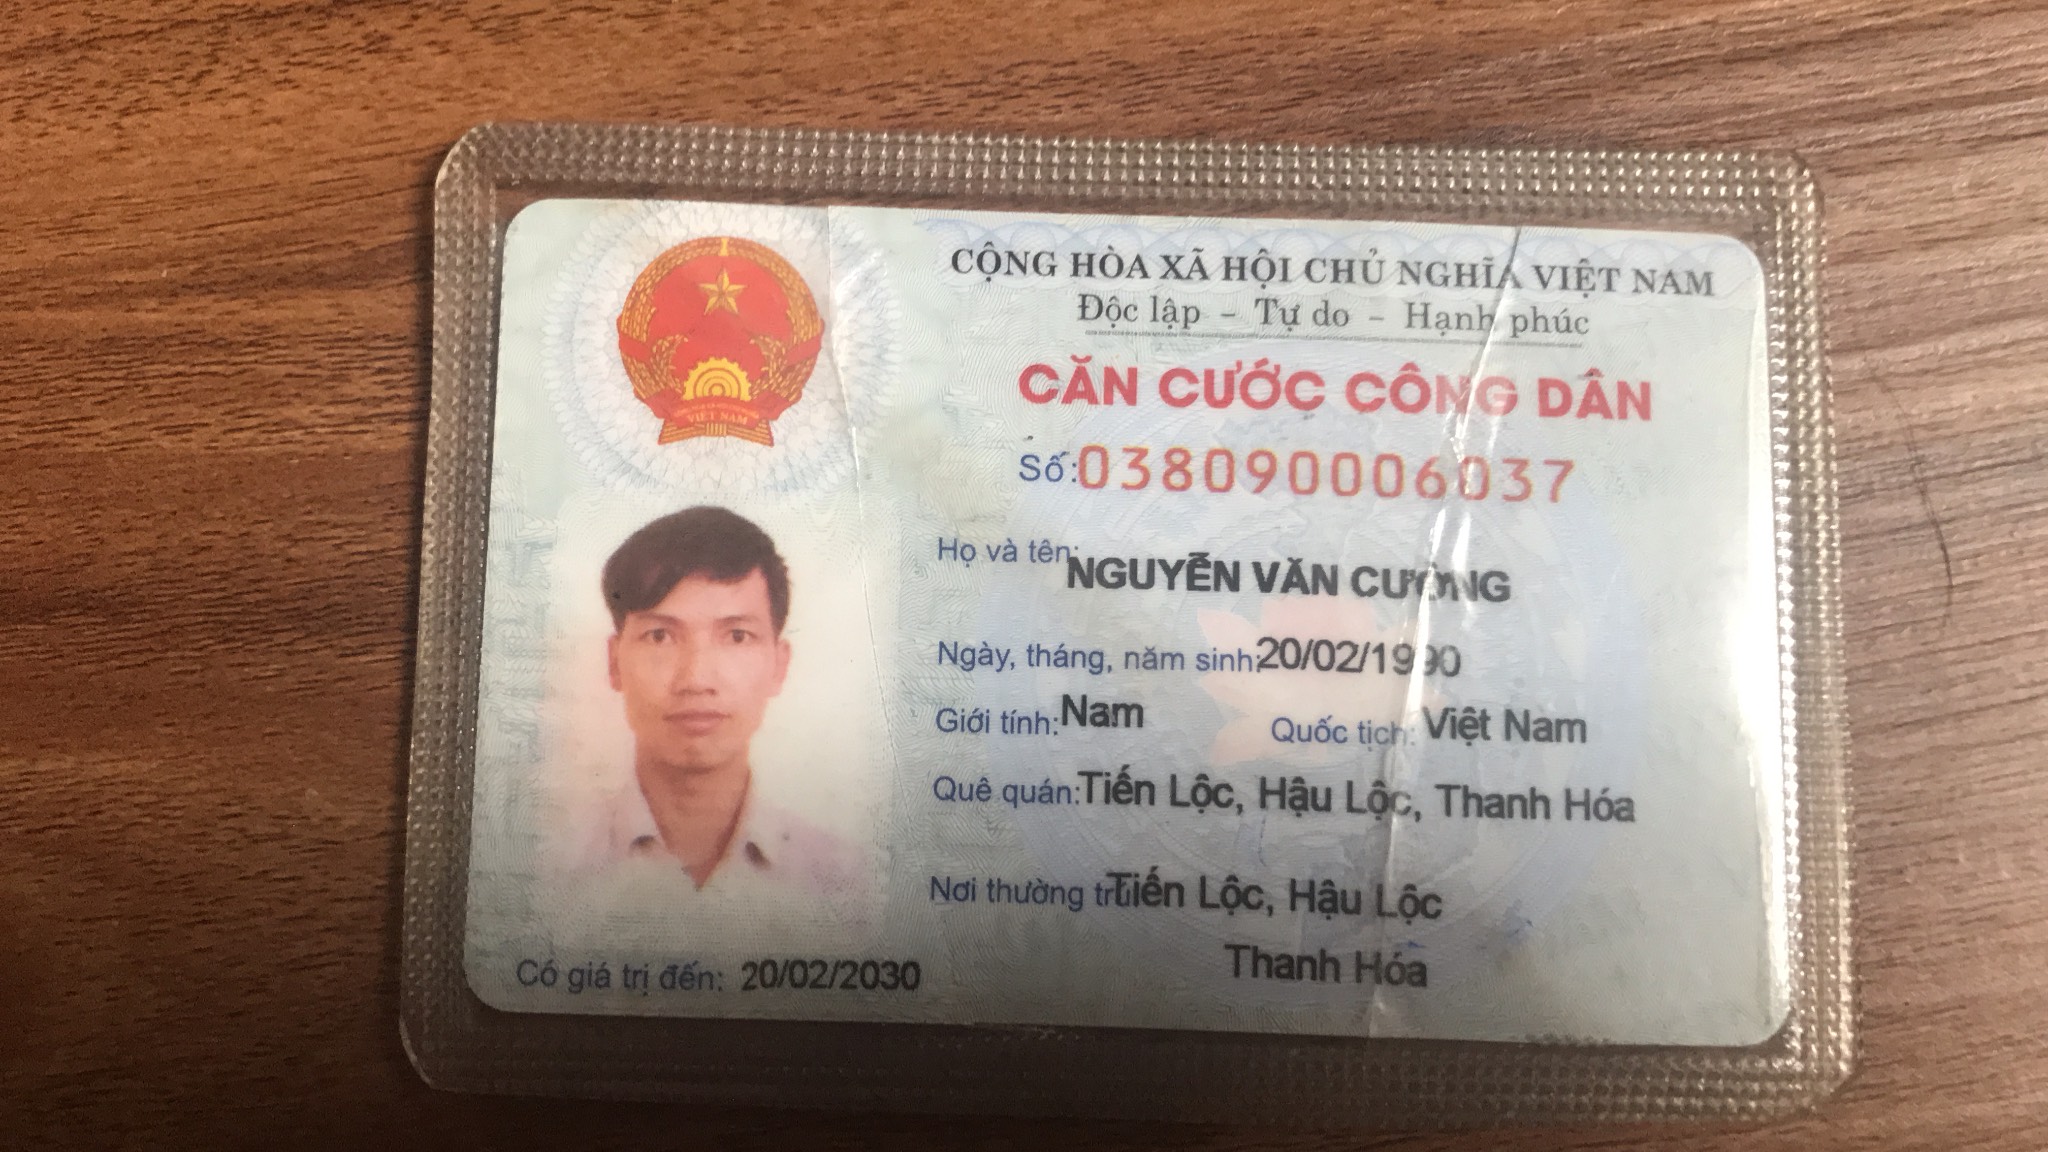 CỘNG HÒA XÃ HỘI CHỦ NGHĨA VIỆT NAM
Độc lập - Tự do - Hạnh phúc
CĂN CƯỚC CÔNG DÂN
Số: 038090006037
Họ và tên: NGUYỄN VĂN CƯỜNG
Ngày, tháng, năm sinh: 20/02/1990
Giới tính: Nam Quốc tịch: Việt Nam
Quê quán: Tiến Lộc, Hậu Lộc, Thanh Hóa
Nơi thường trú: Tiến Lộc, Hậu Lộc
Thanh Hóa
Có giá trị đến: 20/02/2030
VIỆT NAM